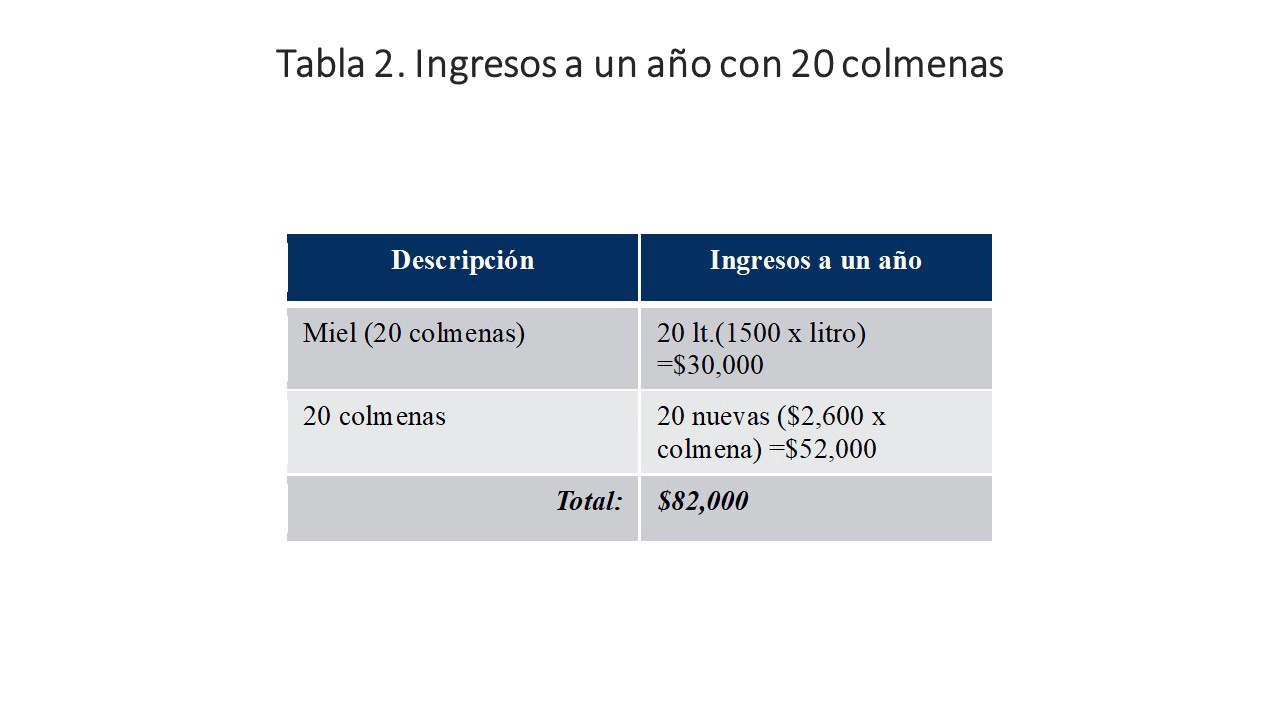 Tabla 2. Ingresos a un año con 20 colmenas
Descripción
Ingresos a un año
Miel (20 colmenas)
20 lt.(1500 x litro)
=$30,000
20 colmenas
20 nuevas ($2,600 x
colmena) =$52,000
Total:
$82,000